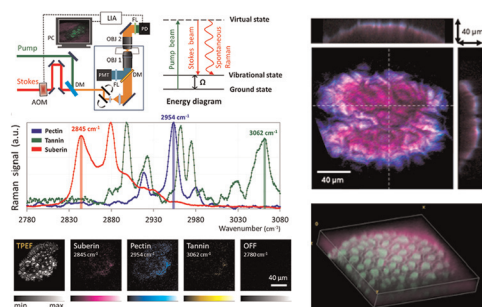 LIA
FL
PD
PC
OBJ 2
OBJ 1
Pump
PMT
DM
FL
Stokes
AOM
DM
Virtual state
Pump beam
Stokes beam
Spontaneous Raman
Vibrational state
Ω
Ground state
Energy diagram
Pectin
Tannin
Suberin
2845 cm⁻¹
2954 cm⁻¹
3062 cm⁻¹
Raman signal (a.u.)
2780 2830 2880 2930 2980 3030 3080
Wavenumber (cm⁻¹)
TPEF
Suberin
2845 cm⁻¹
Pectin
2954 cm⁻¹
Tannin
3062 cm⁻¹
OFF
2780 cm⁻¹
40 µm
min max
40 µm
40 µm
40 µm